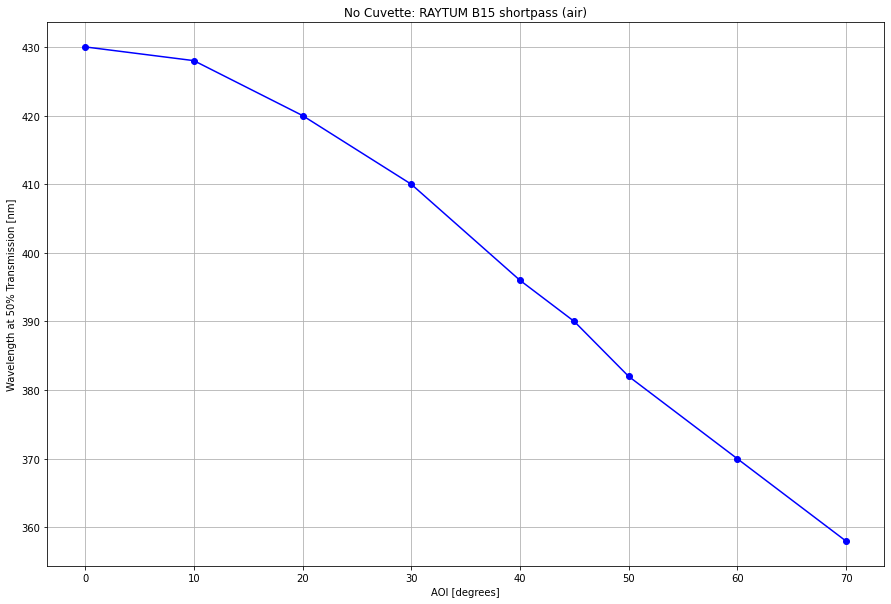 No Cuvette: RAYTUM B15 shortpass (air)
Wavelength at 50% Transmission [nm]
430
420
410
400
390
380
370
360
0 10 20 30 40 50 60 70
AOI [degrees]